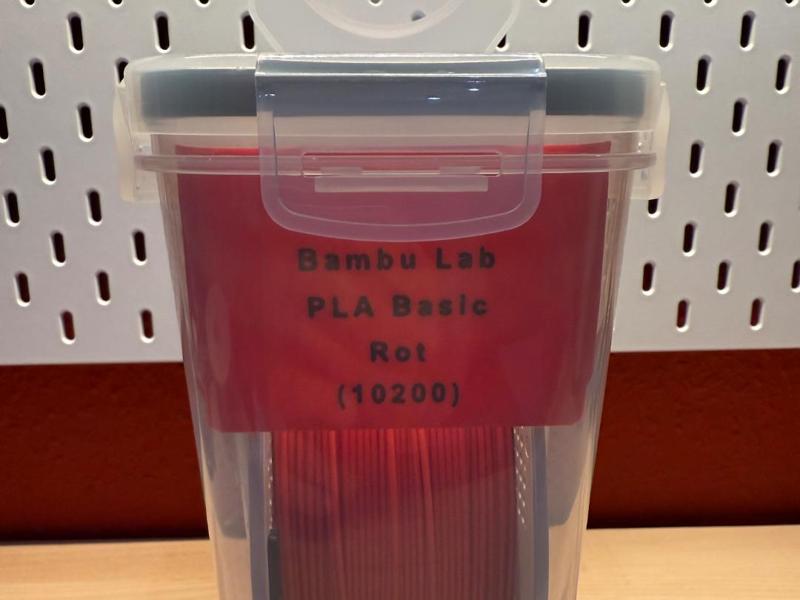 Bambu Lab
PLA Basic
Rot
(10200)